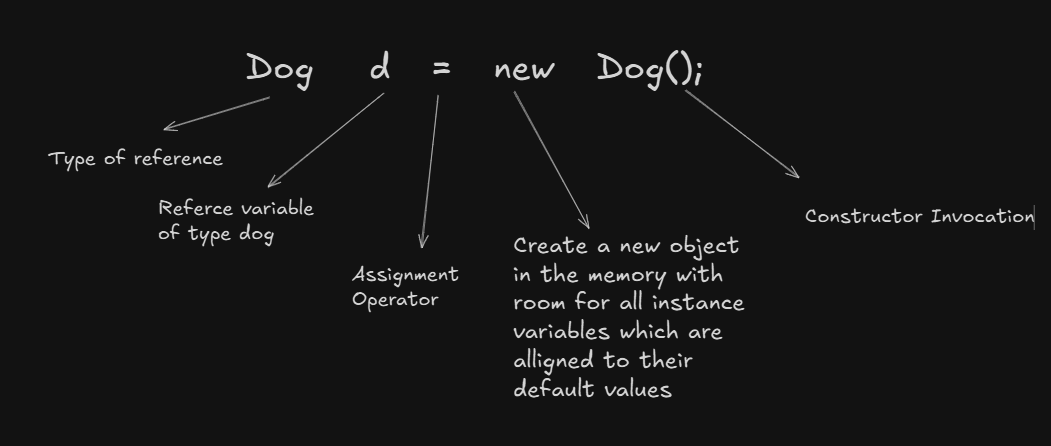 Dog d = new Dog();
Type of reference
Referce variable
of type dog
Assignment
Operator
Create a new object
in the memory with
room for all instance
variables which are
alligned to their
default values
Constructor Invocation